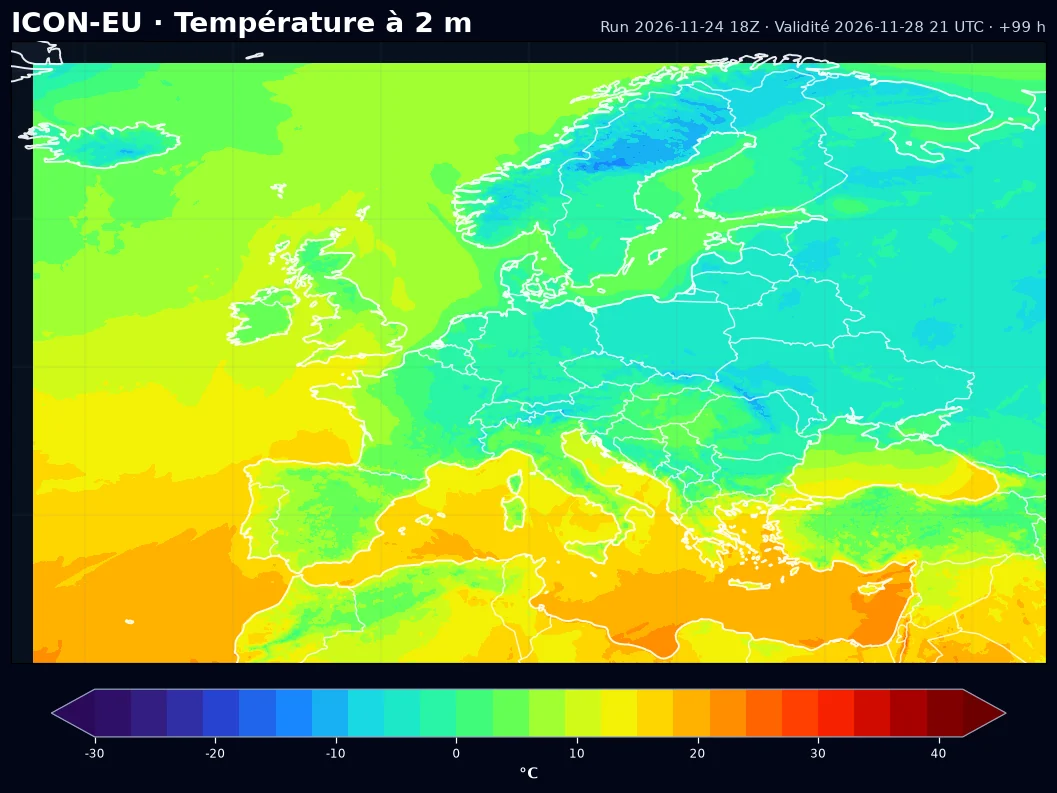 ICON-EU · Température à 2 m
Run 2026-11-24 18Z · Validité 2026-11-28 21 UTC · +99 h
-30 -20 -10 0 10 20 30 40
°C